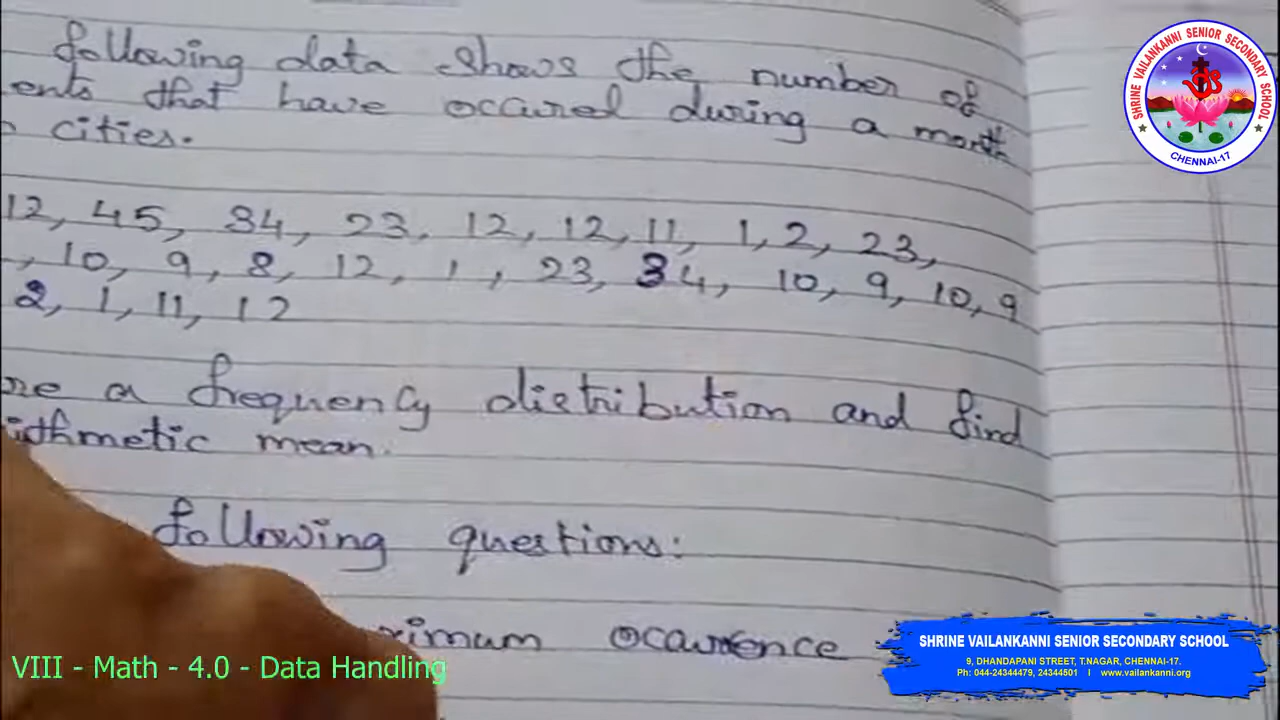 following data shows the number of
ents that have occured during a month
cities.
12, 45, 34, 23, 12, 12, 11, 1, 2, 23,
, 10, 9, 8, 12, 1, 23, 34, 10, 9, 10, 9
2, 1, 11, 12
re a frequency distribution and find
ithmetic mean.
following questions:
ximum ocurrence
VIII - Math - 4.0 - Data Handling
SHRINE VAILANKANNI SENIOR SECONDARY SCHOOL
CHENNAI-17
SHRINE VAILANKANNI SENIOR SECONDARY SCHOOL
9, DHANDAPANI STREET, T.NAGAR, CHENNAI-17.
Ph: 044-24344479, 24344501 I www.vailankanni.org